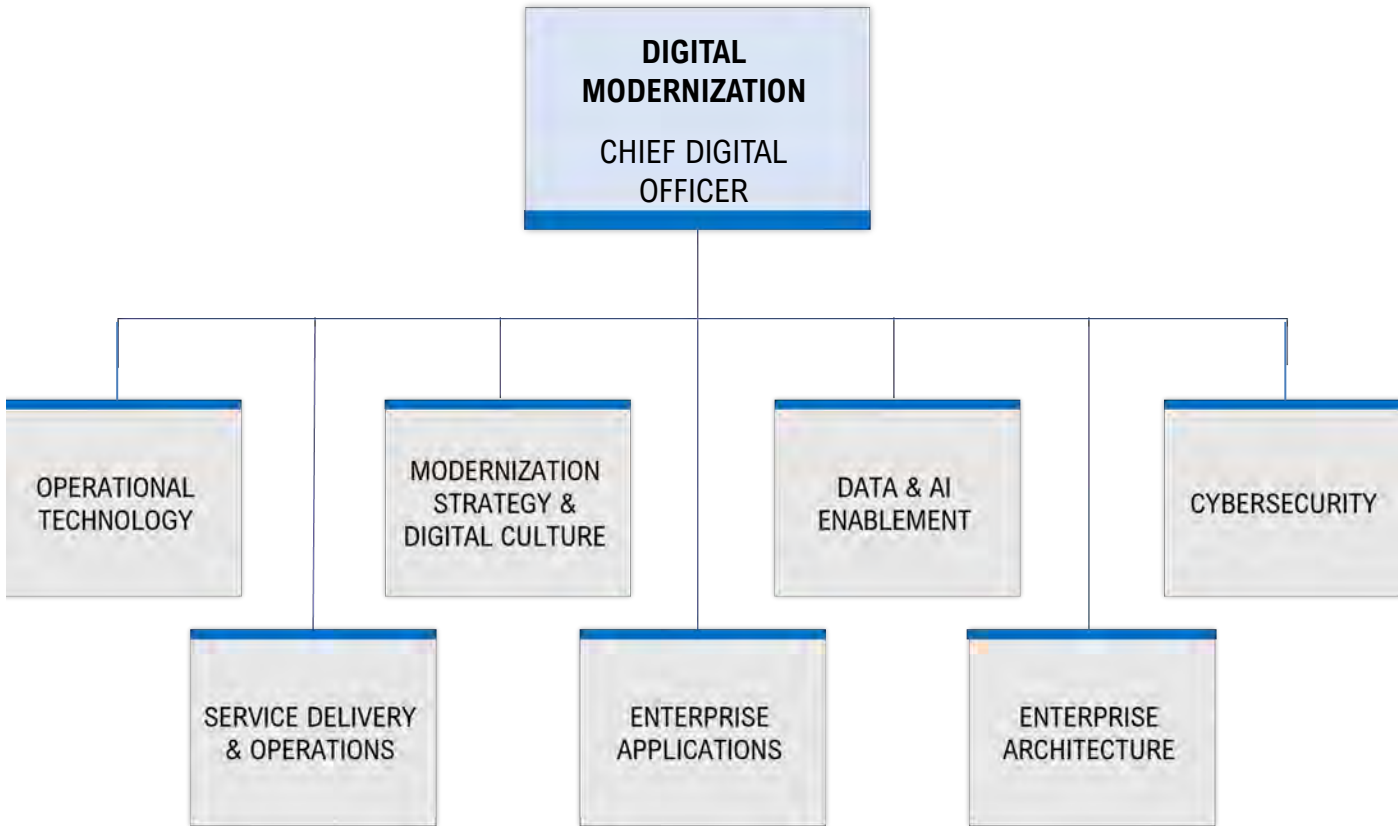 DIGITAL
MODERNIZATION
CHIEF DIGITAL
OFFICER
OPERATIONAL
TECHNOLOGY
MODERNIZATION
STRATEGY &
DIGITAL CULTURE
DATA & AI
ENABLEMENT
CYBERSECURITY
SERVICE DELIVERY
& OPERATIONS
ENTERPRISE
APPLICATIONS
ENTERPRISE
ARCHITECTURE